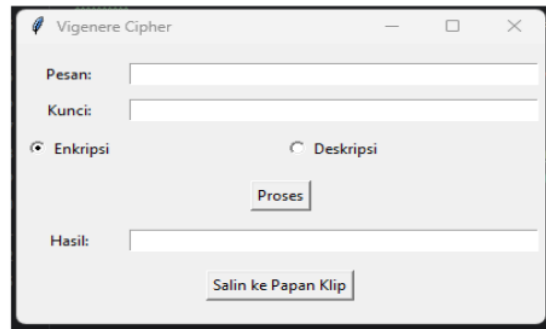 Vigenere Cipher
Pesan:
Kunci:
Enkripsi Deskripsi
Proses
Hasil:
Salin ke Papan Klip